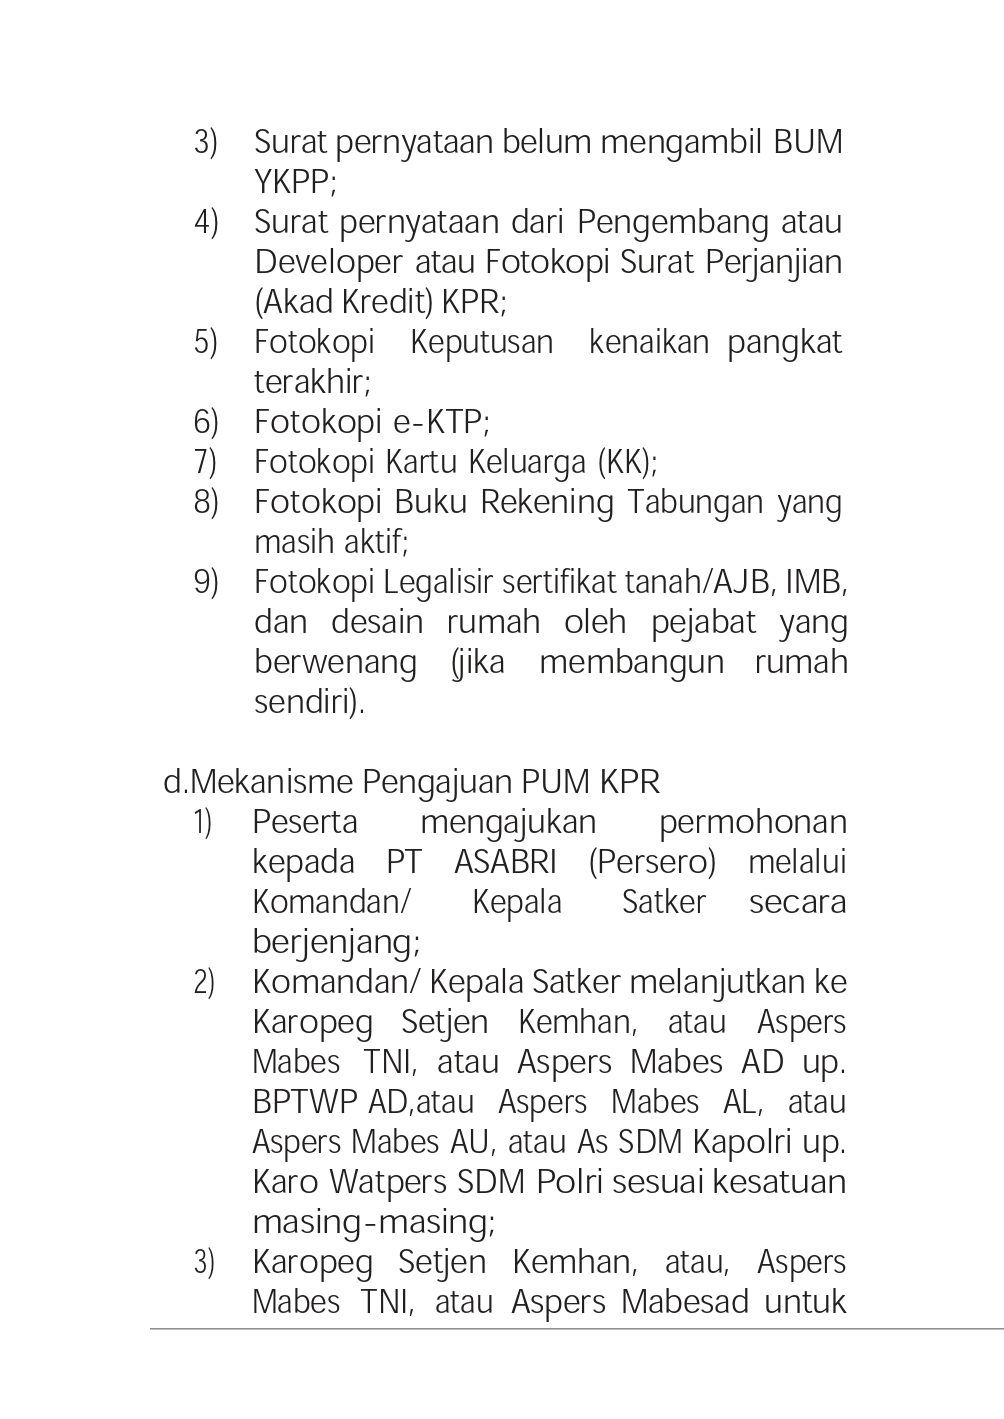 3) Surat pernyataan belum mengambil BUM
YKPP;
4) Surat pernyataan dari Pengembang atau
Developer atau Fotokopi Surat Perjanjian
(Akad Kredit) KPR;
5) Fotokopi Keputusan kenaikan pangkat
terakhir;
6) Fotokopi e-KTP;
7) Fotokopi Kartu Keluarga (KK);
8) Fotokopi Buku Rekening Tabungan yang
masih aktif;
9) Fotokopi Legalisir sertifikat tanah/AJB, IMB,
dan desain rumah oleh pejabat yang
berwenang (jika membangun rumah
sendiri).
d.Mekanisme Pengajuan PUM KPR
1) Peserta mengajukan permohonan
kepada PT ASABRI (Persero) melalui
Komandan/ Kepala Satker secara
berjenjang;
2) Komandan/ Kepala Satker melanjutkan ke
Karopeg Setjen Kemhan, atau Aspers
Mabes TNI, atau Aspers Mabes AD up.
BPTWP AD,atau Aspers Mabes AL, atau
Aspers Mabes AU, atau As SDM Kapolri up.
Karo Watpers SDM Polri sesuai kesatuan
masing-masing;
3) Karopeg Setjen Kemhan, atau, Aspers
Mabes TNI, atau Aspers Mabesad untuk